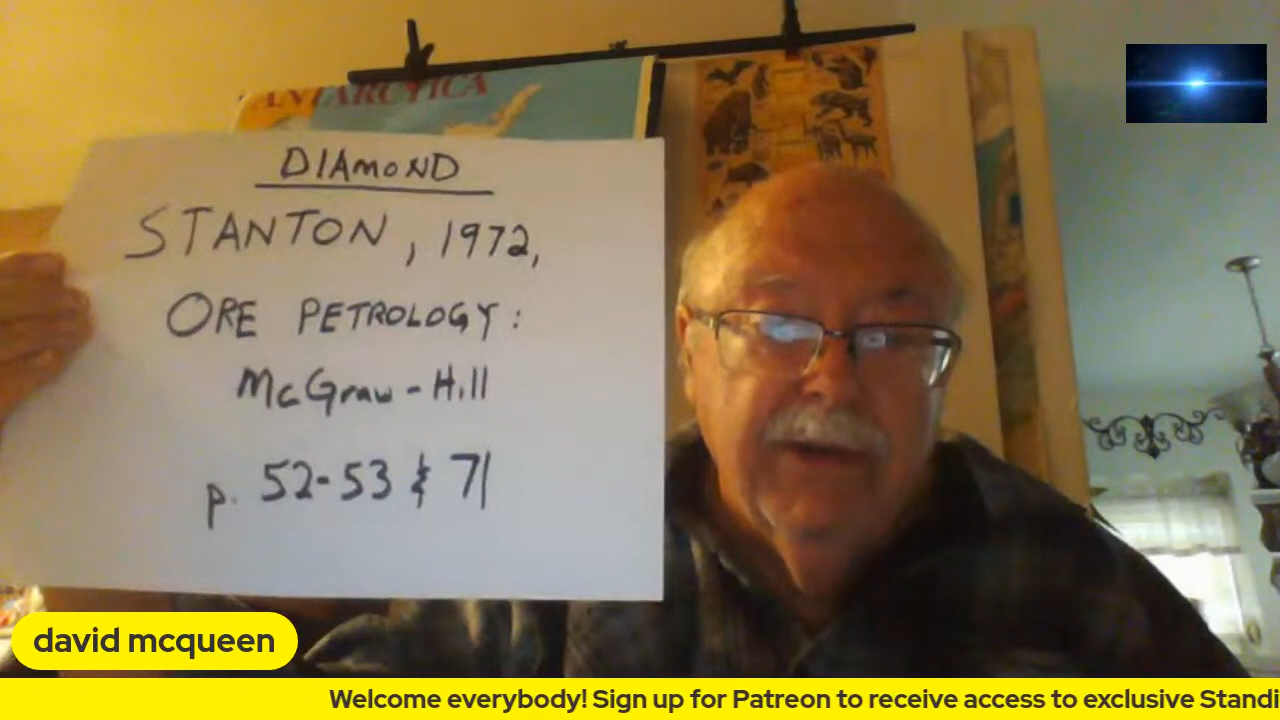 ANTARCTICA
DIAMOND
STANTON, 1972,
ORE PETROLOGY:
McGraw-Hill
p. 52-53 & 71
david mcqueen
Welcome everybody! Sign up for Patreon to receive access to exclusive Standi